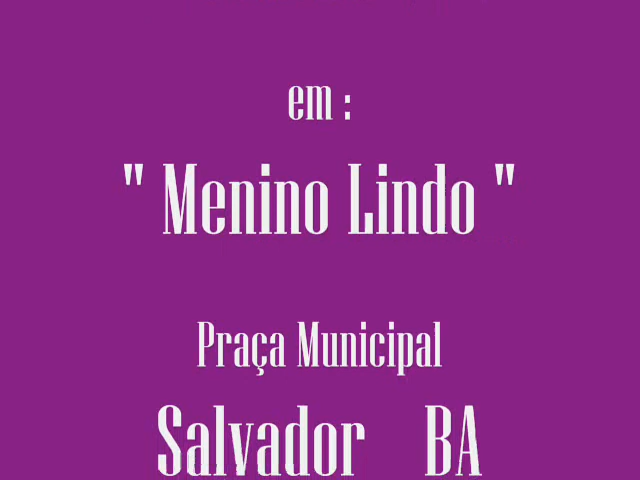 em :
" Menino Lindo "
Praça Municipal
Salvador BA